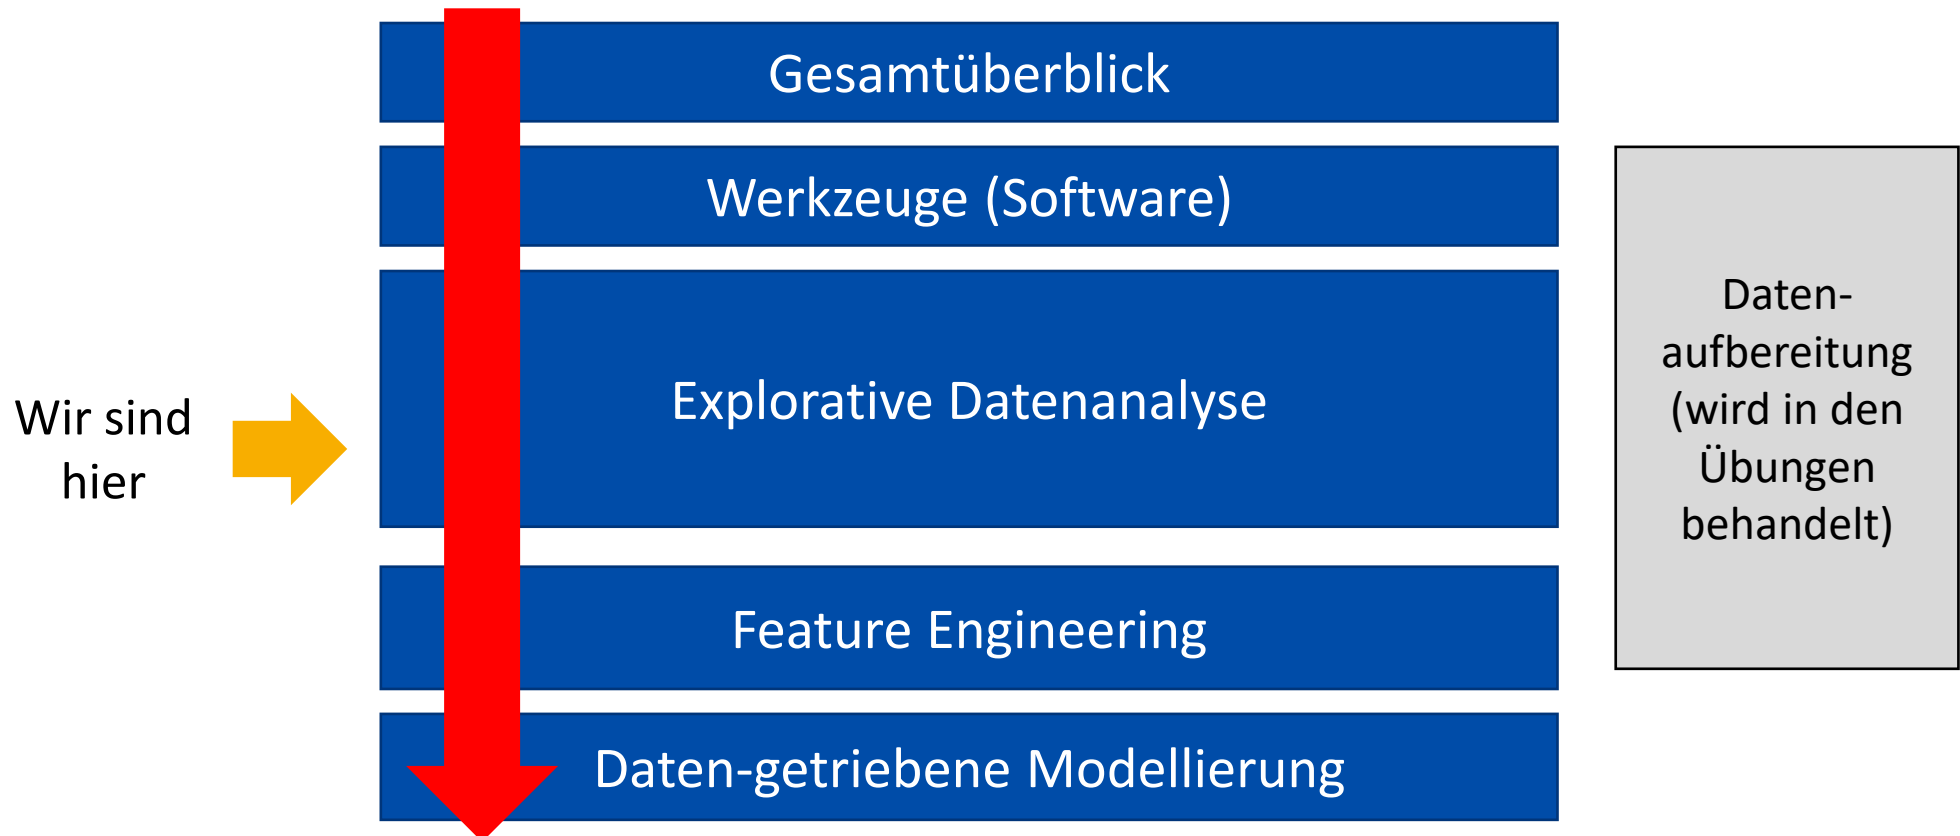 Gesamtüberblick
Werkzeuge (Software)
Explorative Datenanalyse
Feature Engineering
Daten-getriebene Modellierung
Wir sind
hier
Daten-
aufbereitung
(wird in den
Übungen
behandelt)